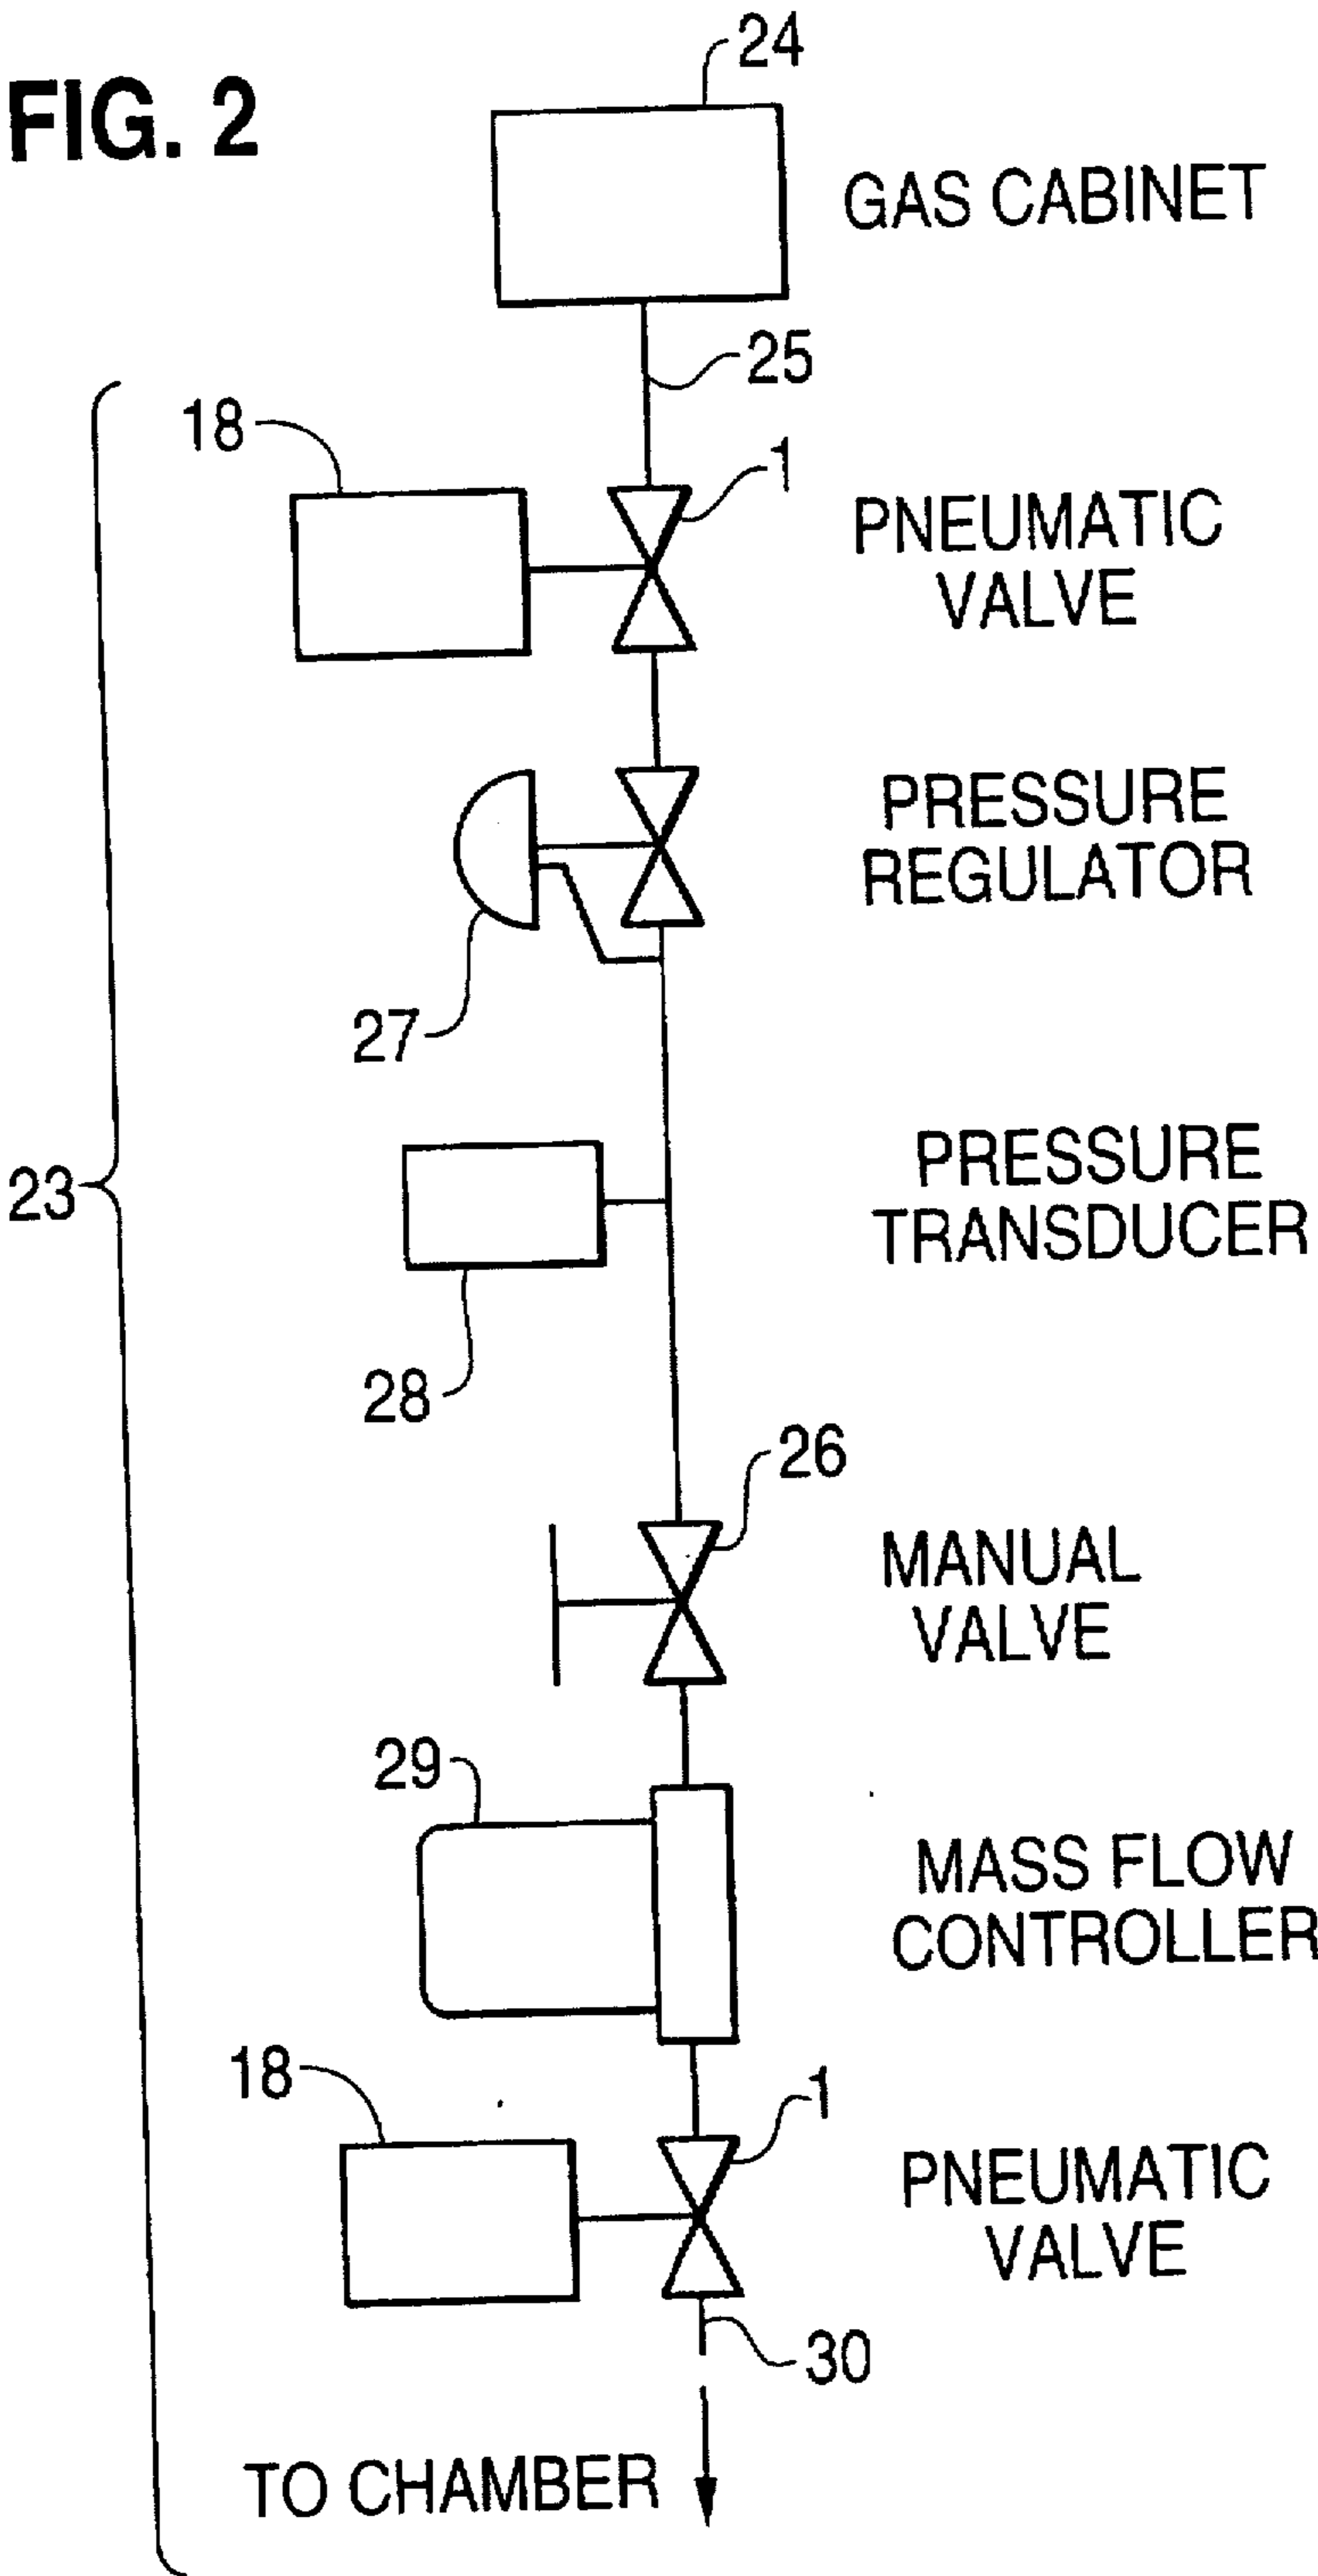 FIG. 2
24
GAS CABINET
25
18
1
PNEUMATIC
VALVE
PRESSURE
REGULATOR
27
23
PRESSURE
TRANSDUCER
28
26
MANUAL
VALVE
29
MASS FLOW
CONTROLLER
18
1
PNEUMATIC
VALVE
30
TO CHAMBER